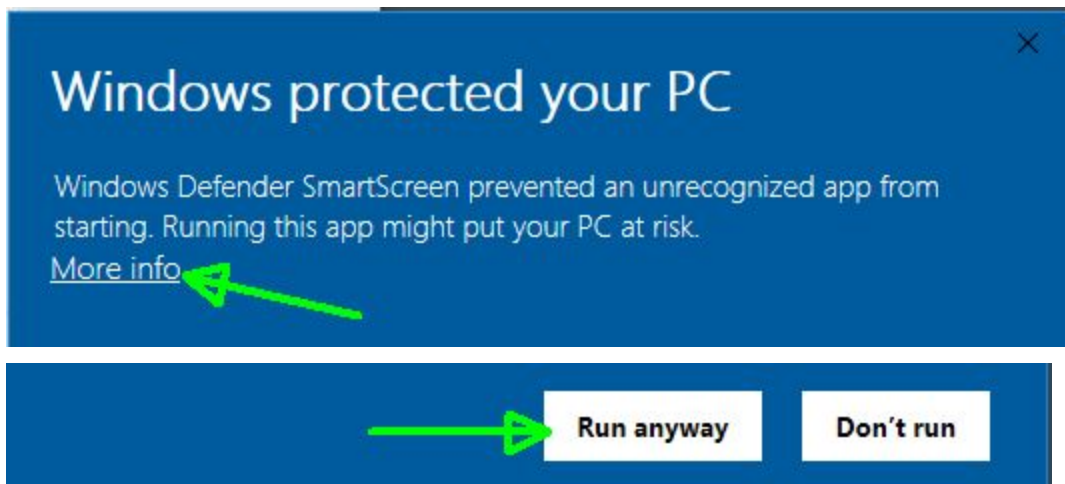 Windows protected your PC
Windows Defender SmartScreen prevented an unrecognized app from
starting. Running this app might put your PC at risk.
More info
Run anyway
Don't run